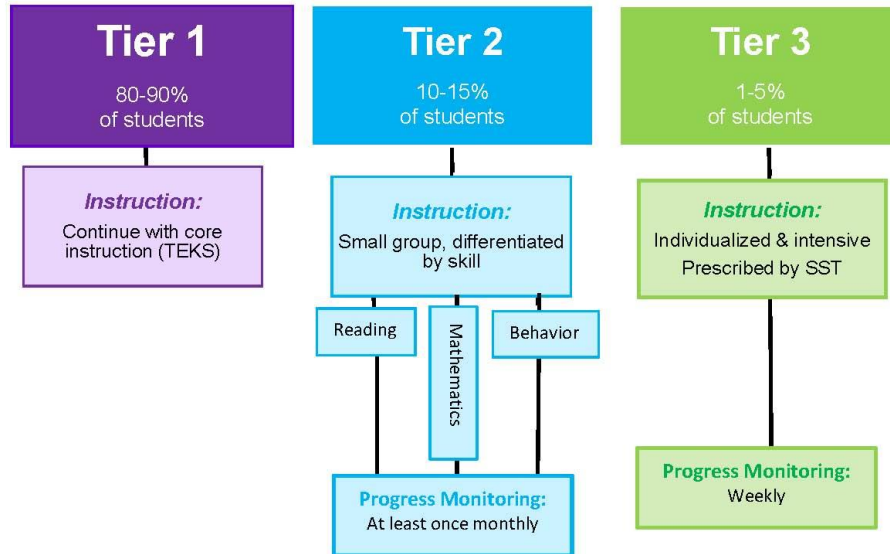 Tier 1
80-90%
of students
Instruction:
Continue with core
instruction (TEKS)
Tier 2
10-15%
of students
Instruction:
Small group, differentiated
by skill
Reading
Mathematics
Behavior
Progress Monitoring:
At least once monthly
Tier 3
1-5%
of students
Instruction:
Individualized & intensive
Prescribed by SST
Progress Monitoring:
Weekly